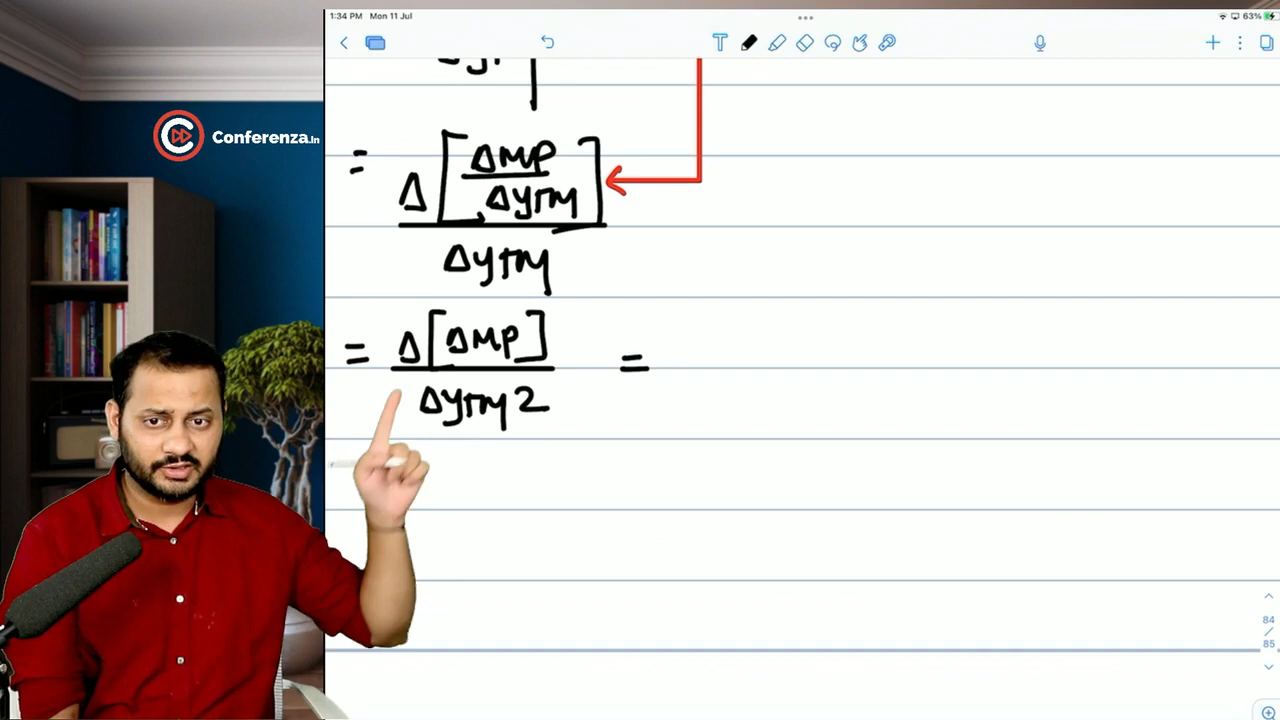 1:34 PM Mon 11 Jul
63%
Conferenza.in
= Δ[ΔMP
ΔYTM]
ΔYTM
= Δ[ΔMP] =
ΔYTM2
84
/
85